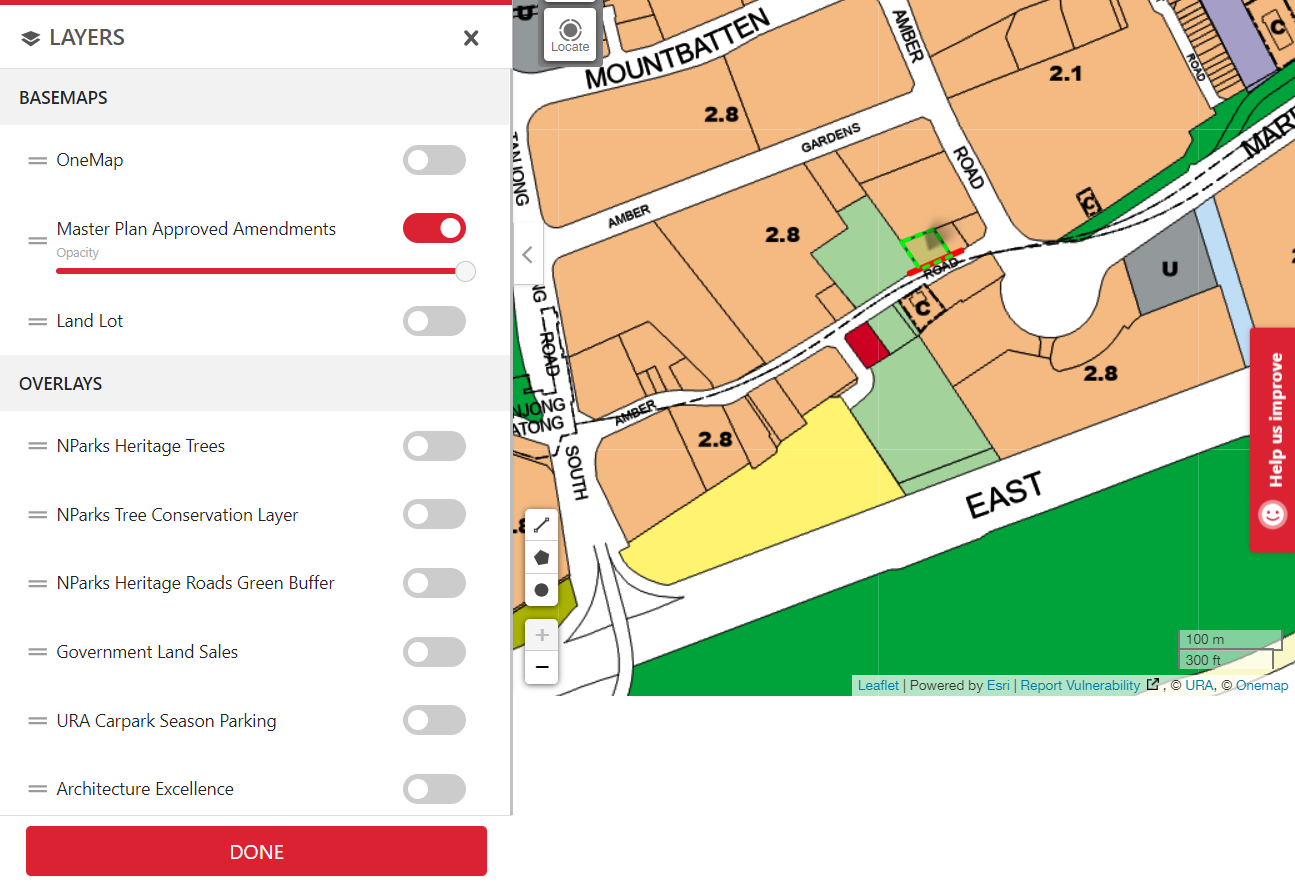 LAYERS
BASEMAPS
OneMap
Master Plan Approved Amendments
Opacity
Land Lot
OVERLAYS
NParks Heritage Trees
NParks Tree Conservation Layer
NParks Heritage Roads Green Buffer
Government Land Sales
URA Carpark Season Parking
Architecture Excellence
DONE
U
Locate
MOUNTBATTEN
AMBER
ROAD
2.1
C
ROAD
2.8
GARDENS
AMBER
TANJONG
2.8
ROAD
C
C
U
2.8
ROAD
AMBER
2.8
SOUTH
EAST
Help us improve
100 m
300 ft
Leaflet | Powered by Esri | Report Vulnerability , © URA, © Onemap